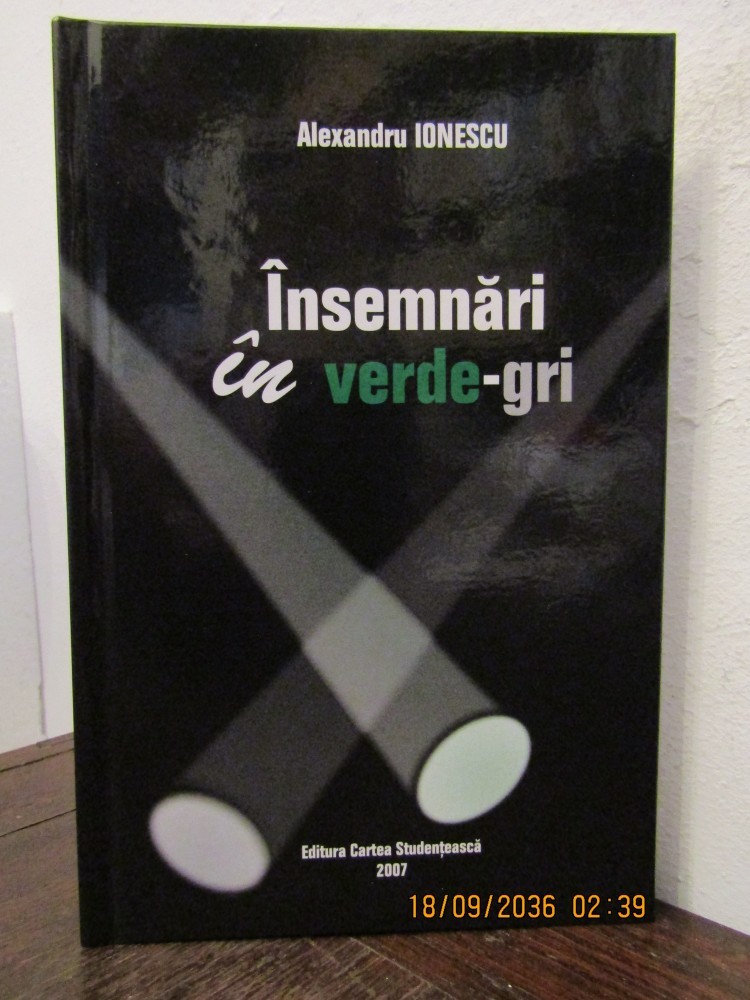 Alexandru IONESCU
Însemnări
în verde-gri
Editura Cartea Studențească
2007
18/09/2036 02:39